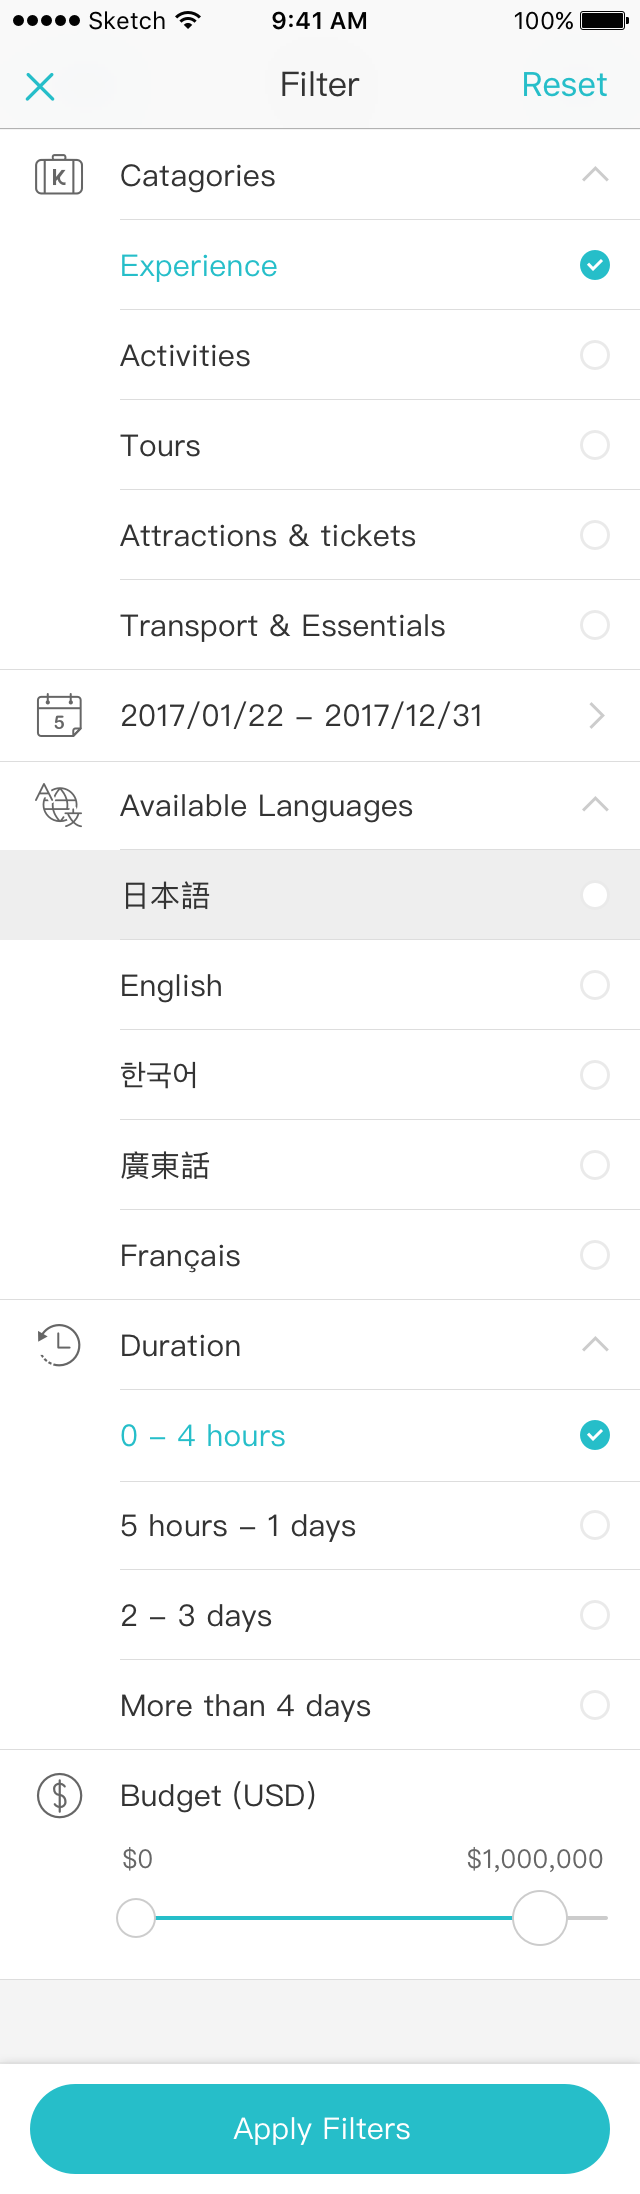 Sketch 9:41 AM 100%
Filter Reset
K Catagories
Experience
Activities
Tours
Attractions & tickets
Transport & Essentials
5 2017/01/22 – 2017/12/31
A 文 Available Languages
日本語
English
한국어
廣東話
Français
Duration
0 – 4 hours
5 hours – 1 days
2 – 3 days
More than 4 days
$ Budget (USD)
$0 $1,000,000
Apply Filters